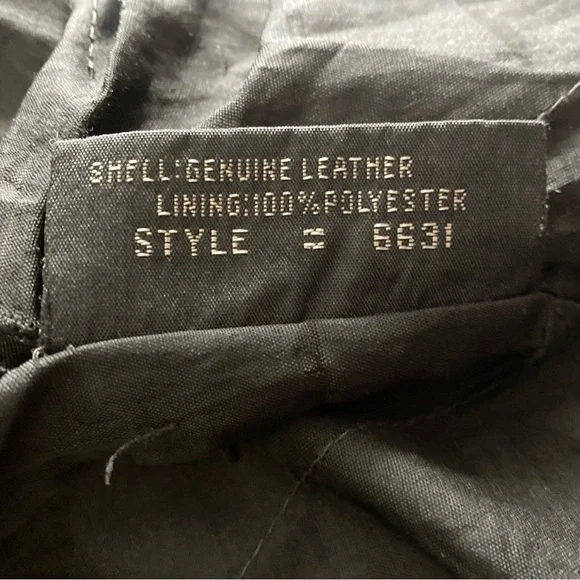 SHELL:GENUINE LEATHER
LINING:100%POLYESTER
STYLE = 6631